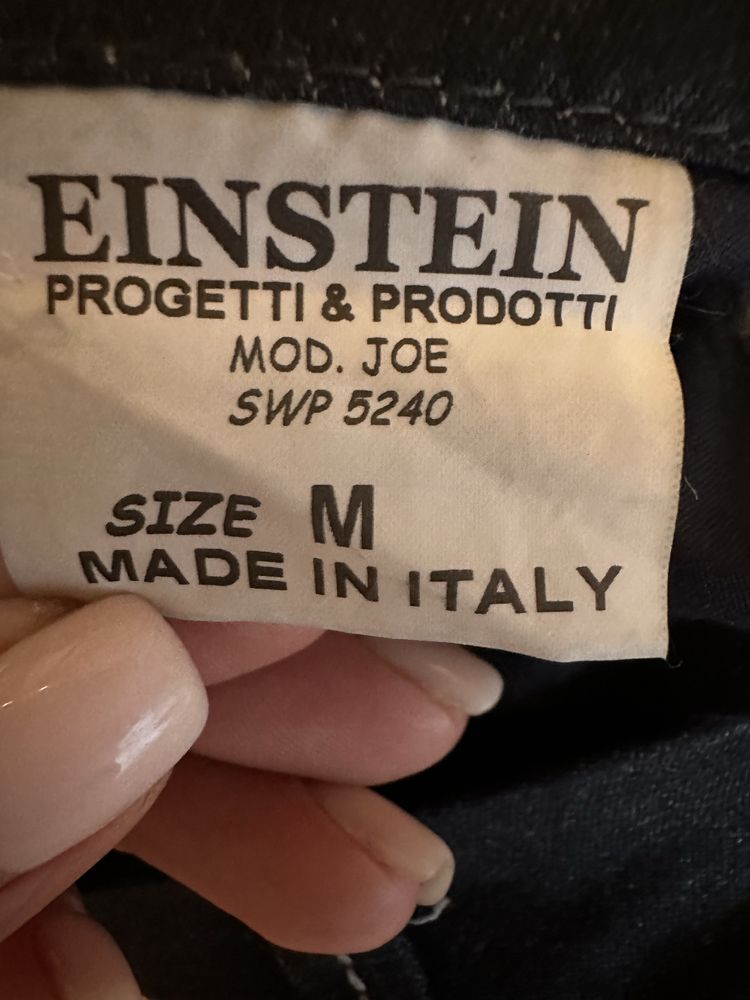 EINSTEIN
PROGETTI & PRODOTTI
MOD. JOE
SWP 5240
SIZE M
MADE IN ITALY